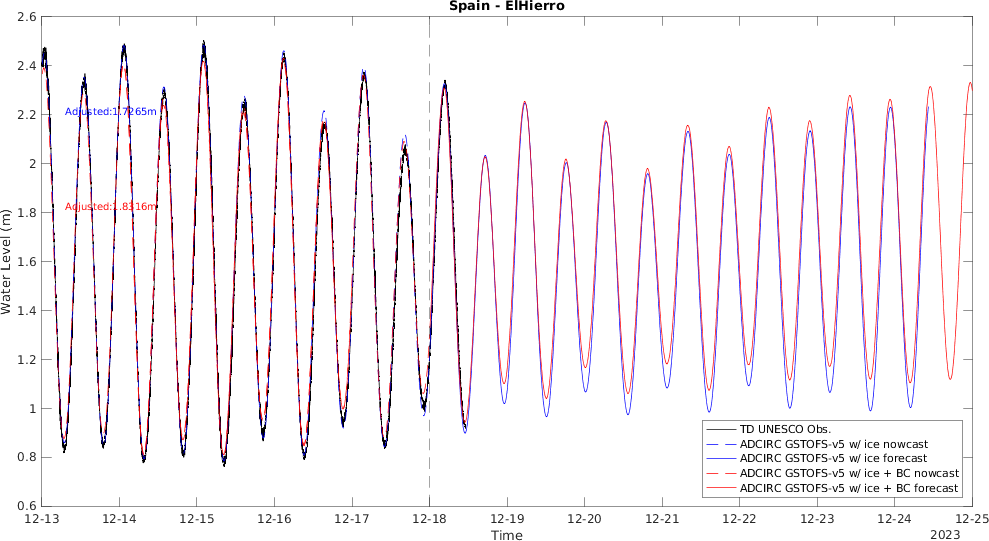 Spain - ElHierro
2.6
2.4
2.2
2
1.8
1.6
1.4
1.2
1
0.8
0.6
Water Level (m)
Adjusted:1.7265m
Adjusted:1.8316m
TD UNESCO Obs.
ADCIRC GSTOFS-v5 w/ ice nowcast
ADCIRC GSTOFS-v5 w/ ice forecast
ADCIRC GSTOFS-v5 w/ ice + BC nowcast
ADCIRC GSTOFS-v5 w/ ice + BC forecast
12-13 12-14 12-15 12-16 12-17 12-18 12-19 12-20 12-21 12-22 12-23 12-24 12-25
Time
2023